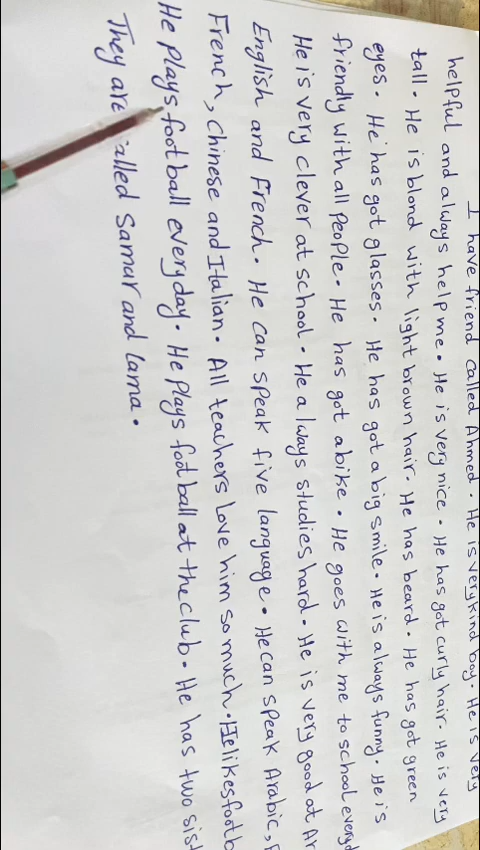 I have friend called Ahmed. He is very kind boy. He is very
helpful and always help me. He is very nice. He has got curly hair. He is very
tall. He is blond with light brown hair. He has beard. He has got green
eyes. He has got glasses. He has got a big smile. He is always funny. He is
friendly with all people. He has got a bike. He goes with me to school everyd
He is very clever at school. He always studies hard. He is very good at Ar
English and French. He can speak five language. He can speak Arabic,
French, Chinese and Italian. All teachers love him so much. He likes footb
He plays football everyday. He plays football at the club. He has two sist
They are called Samar and Lama.